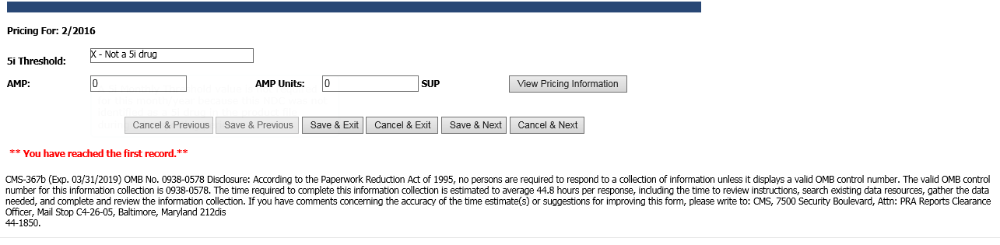 Pricing For: 2/2016
5i Threshold: X - Not a 5i drug
AMP: 0 AMP Units: 0 SUP View Pricing Information
Cancel & Previous Save & Previous Save & Exit Cancel & Exit Save & Next Cancel & Next
** You have reached the first record.**
CMS-367b (Exp. 03/31/2019) OMB No. 0938-0578 Disclosure: According to the Paperwork Reduction Act of 1995, no persons are required to respond to a collection of information unless it displays a valid OMB control number. The valid OMB control
number for this information collection is 0938-0578. The time required to complete this information collection is estimated to average 44.8 hours per response, including the time to review instructions, search existing data resources, gather the data
needed, and complete and review the information collection. If you have comments concerning the accuracy of the time estimate(s) or suggestions for improving this form, please write to: CMS, 7500 Security Boulevard, Attn: PRA Reports Clearance
Officer, Mail Stop C4-26-05, Baltimore, Maryland 212dis
44-1850.